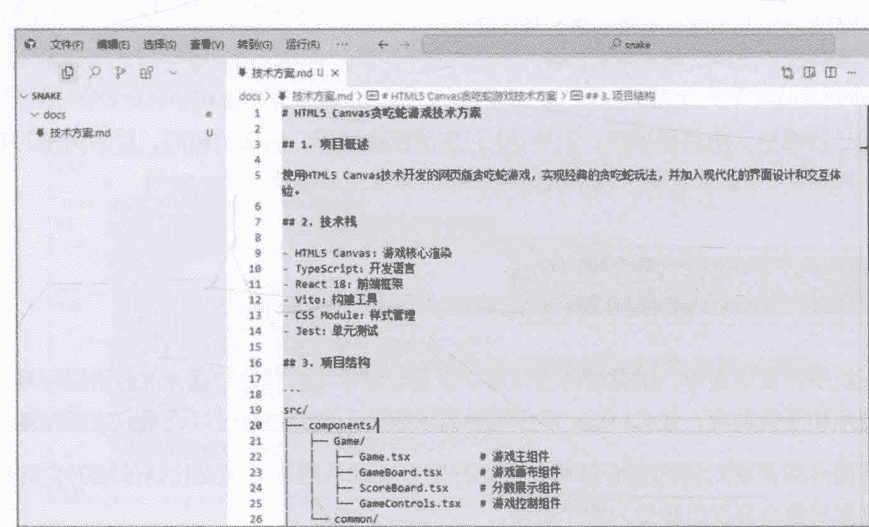 文件(F) 编辑(E) 选择(S) 查看(V) 转到(G) 运行(R) ··· ← → snake
技术方案.md U ×
SNAKE
docs
技术方案.md U
docs > 技术方案.md > # HTML5 Canvas贪吃蛇游戏技术方案 > ## 3. 项目结构
1 # HTML5 Canvas贪吃蛇游戏技术方案
2
3 ## 1. 项目概述
4
5 使用HTML5 Canvas技术开发的网页版贪吃蛇游戏，实现经典的贪吃蛇玩法，并加入现代化的界面设计和交互体
验。
6
7 ## 2. 技术栈
8
9 - HTML5 Canvas：游戏核心渲染
10 - TypeScript：开发语言
11 - React 18：前端框架
12 - Vite：构建工具
13 - CSS Module：样式管理
14 - Jest：单元测试
15
16 ## 3. 项目结构
17
18 ```
19 src/
20 ├── components/
21 │ ├── Game/
22 │ │ ├── Game.tsx # 游戏主组件
23 │ │ ├── GameBoard.tsx # 游戏画布组件
24 │ │ ├── ScoreBoard.tsx # 分数展示组件
25 │ │ └── GameControls.tsx # 游戏控制组件
26 │ └── common/